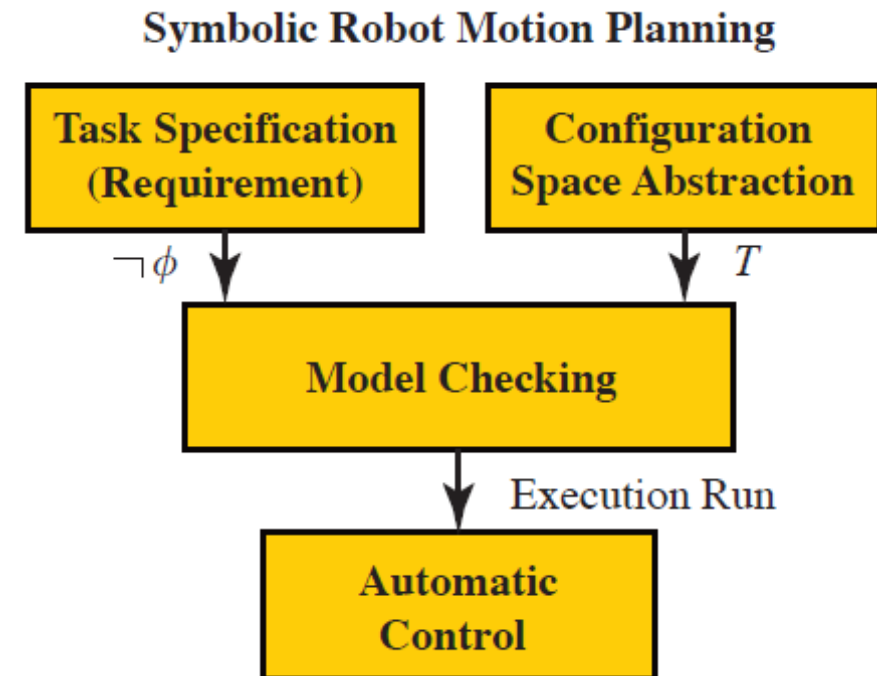 Symbolic Robot Motion Planning
Task Specification
(Requirement)
Configuration
Space Abstraction
¬ϕ
T
Model Checking
Execution Run
Automatic
Control